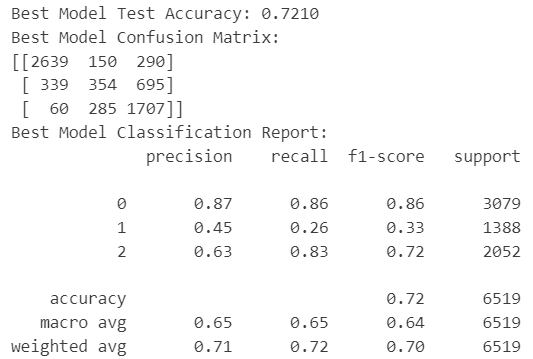 Best Model Test Accuracy: 0.7210
Best Model Confusion Matrix:
[[2639 150 290]
[ 339 354 695]
[ 60 285 1707]]
Best Model Classification Report:
precision recall f1-score support
0 0.87 0.86 0.86 3079
1 0.45 0.26 0.33 1388
2 0.63 0.83 0.72 2052
accuracy 0.72 6519
macro avg 0.65 0.65 0.64 6519
weighted avg 0.71 0.72 0.70 6519